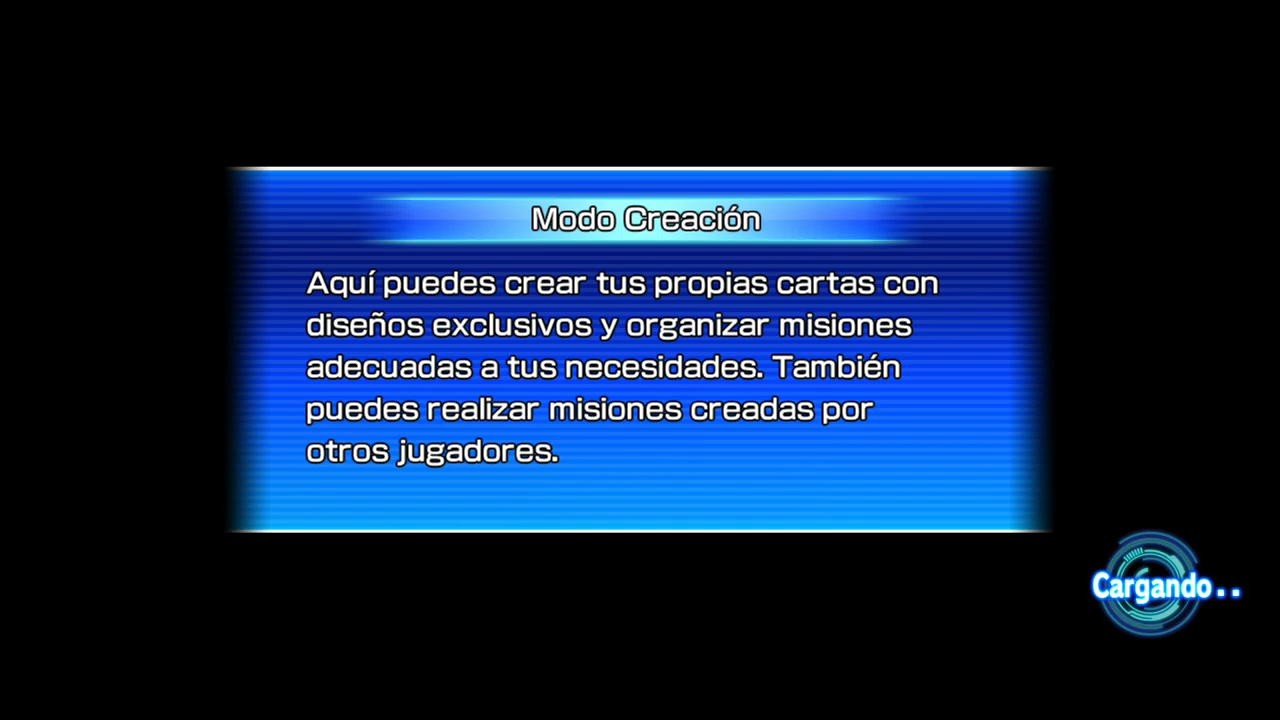 Modo Creación
Aquí puedes crear tus propias cartas con
diseños exclusivos y organizar misiones
adecuadas a tus necesidades. También
puedes realizar misiones creadas por
otros jugadores.
Cargando..